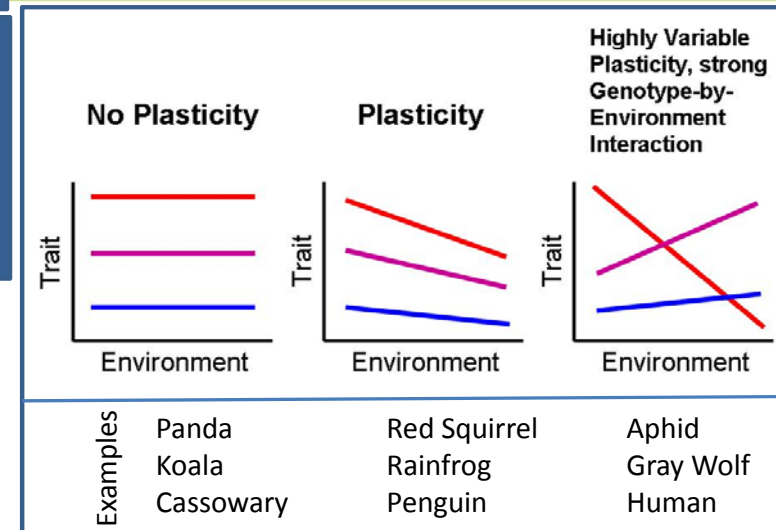 No Plasticity
Plasticity
Highly Variable
Plasticity, strong
Genotype-by-
Environment
Interaction
Trait
Environment
Trait
Environment
Trait
Environment
Examples
Panda
Koala
Cassowary
Red Squirrel
Rainfrog
Penguin
Aphid
Gray Wolf
Human